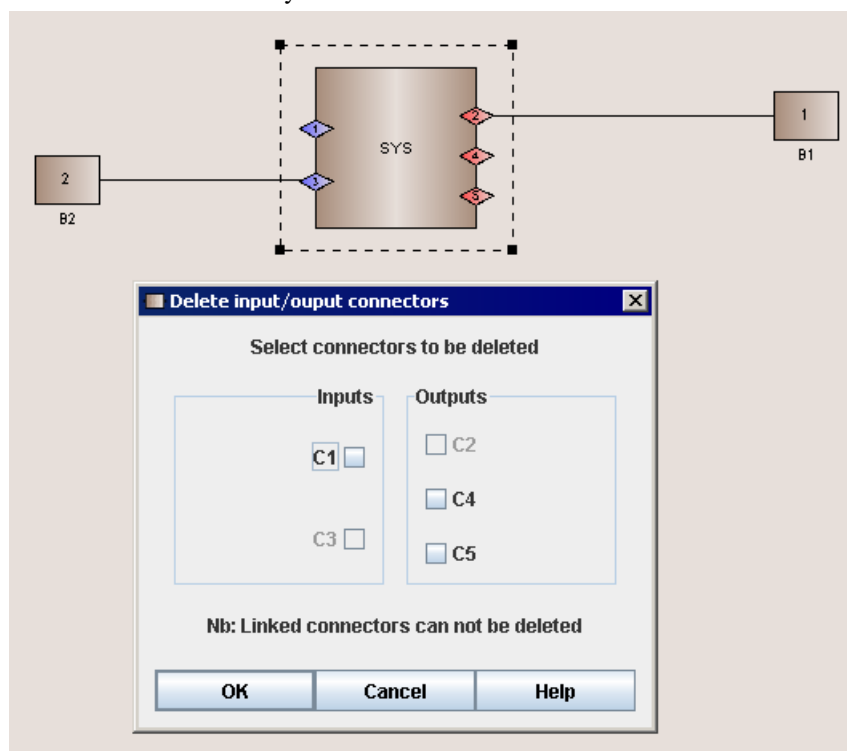 1
2
SYS
4
1
B1
2
3
5
B2
Delete input/ouput connectors
Select connectors to be deleted
Inputs Outputs
C1 C2
C4
C3
C5
Nb: Linked connectors can not be deleted
OK Cancel Help